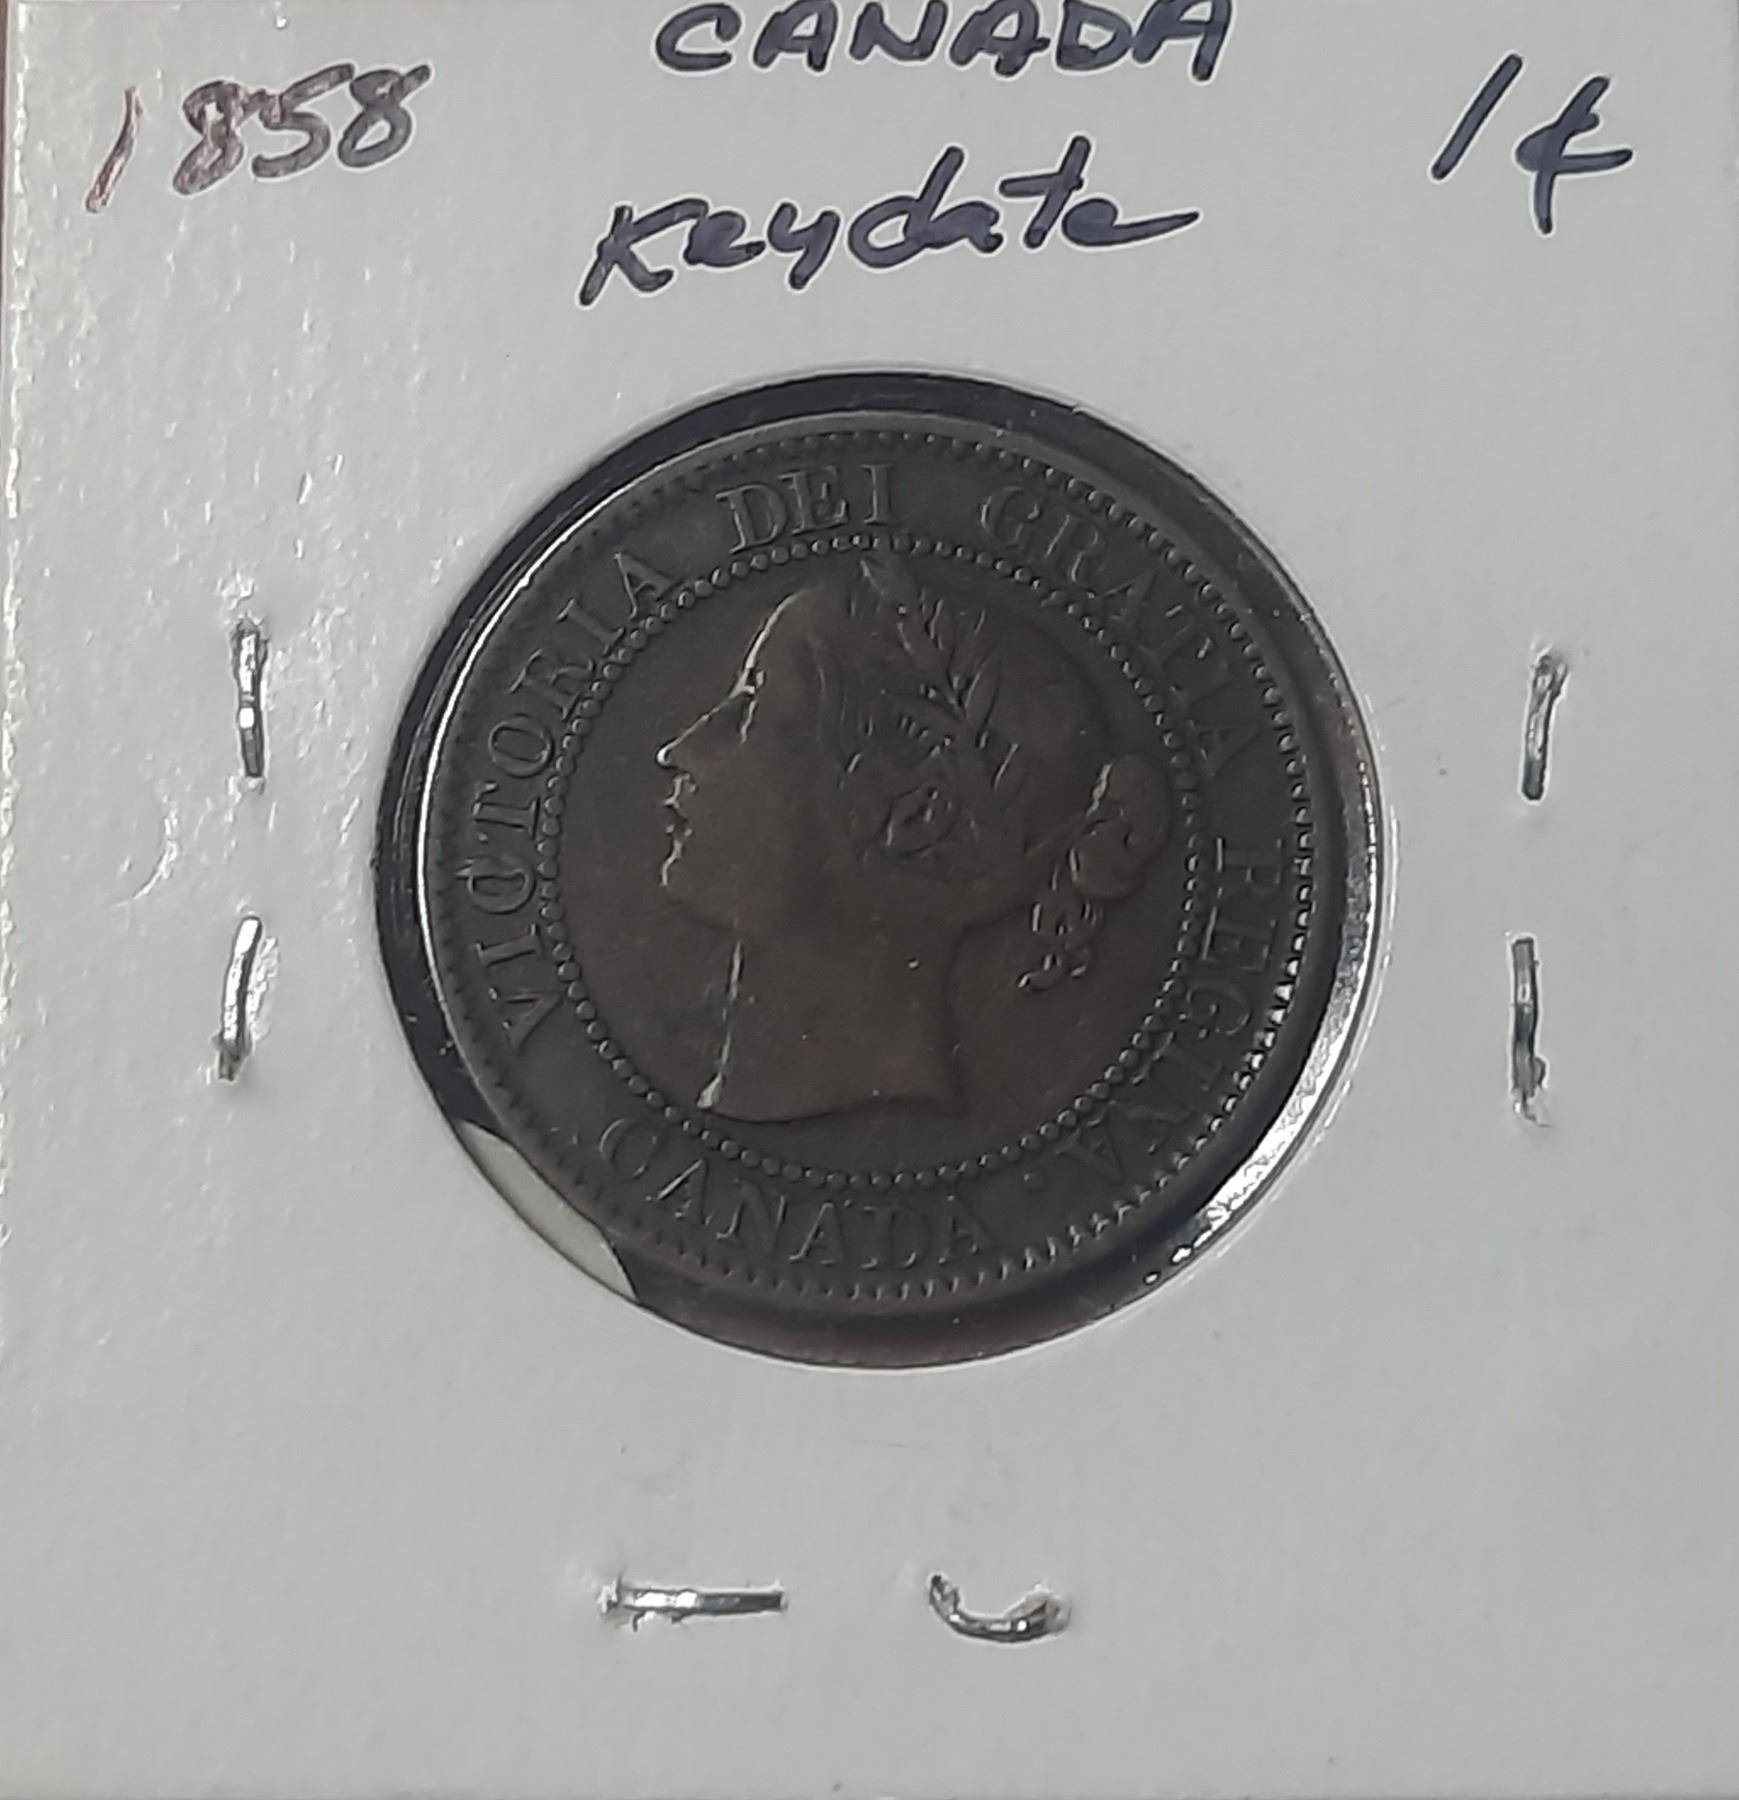 CANADA
1858
1¢
Keydate
VICTORIA DEI GRATIA REGINA·
CANADA